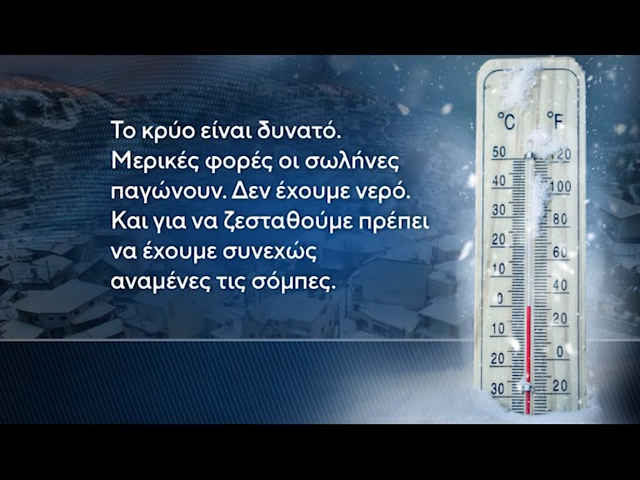 Το κρύο είναι δυνατό.
Μερικές φορές οι σωλήνες
παγώνουν. Δεν έχουμε νερό.
Και για να ζεσταθούμε πρέπει
να έχουμε συνεχώς
αναμένες τις σόμπες.
°C °F
50 120
40 100
30 80
20 60
10 40
0 20
10 0
20 20
30